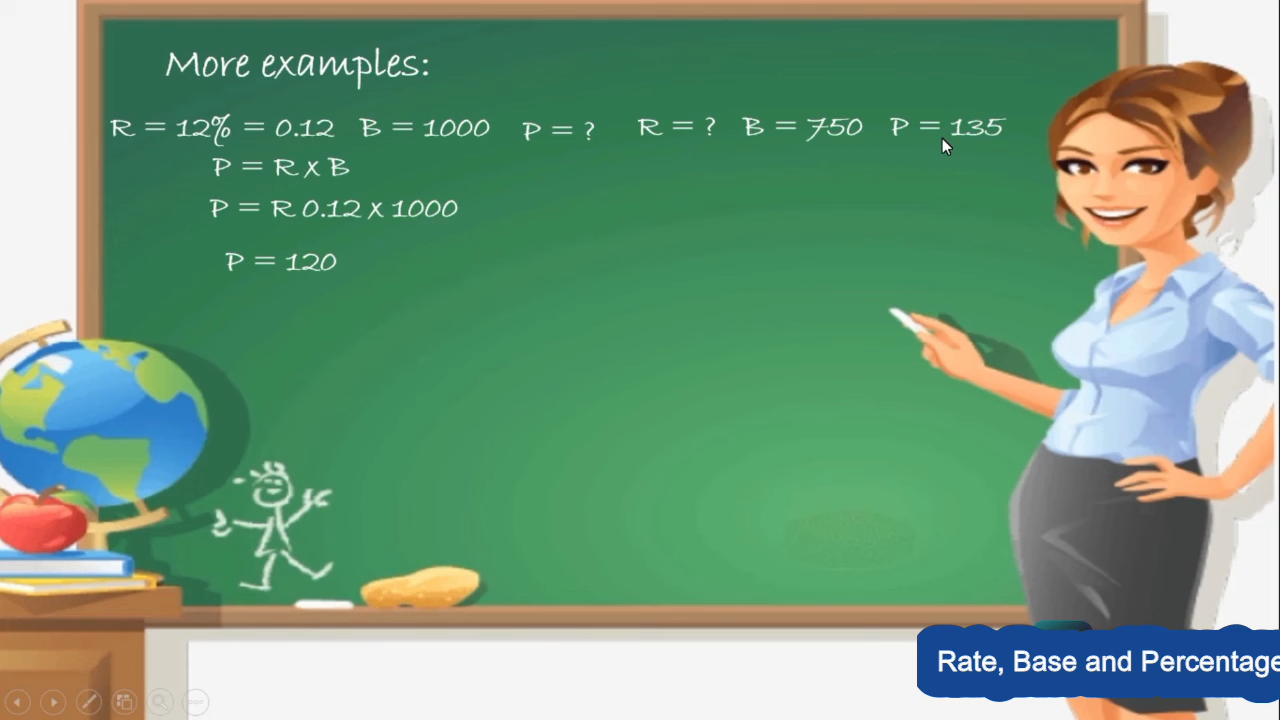 More examples:
R = 12% = 0.12 B = 1000 P = ? R = ? B = 750 P = 135
P = R x B
P = R 0.12 x 1000
P = 120
Rate, Base and Percentage